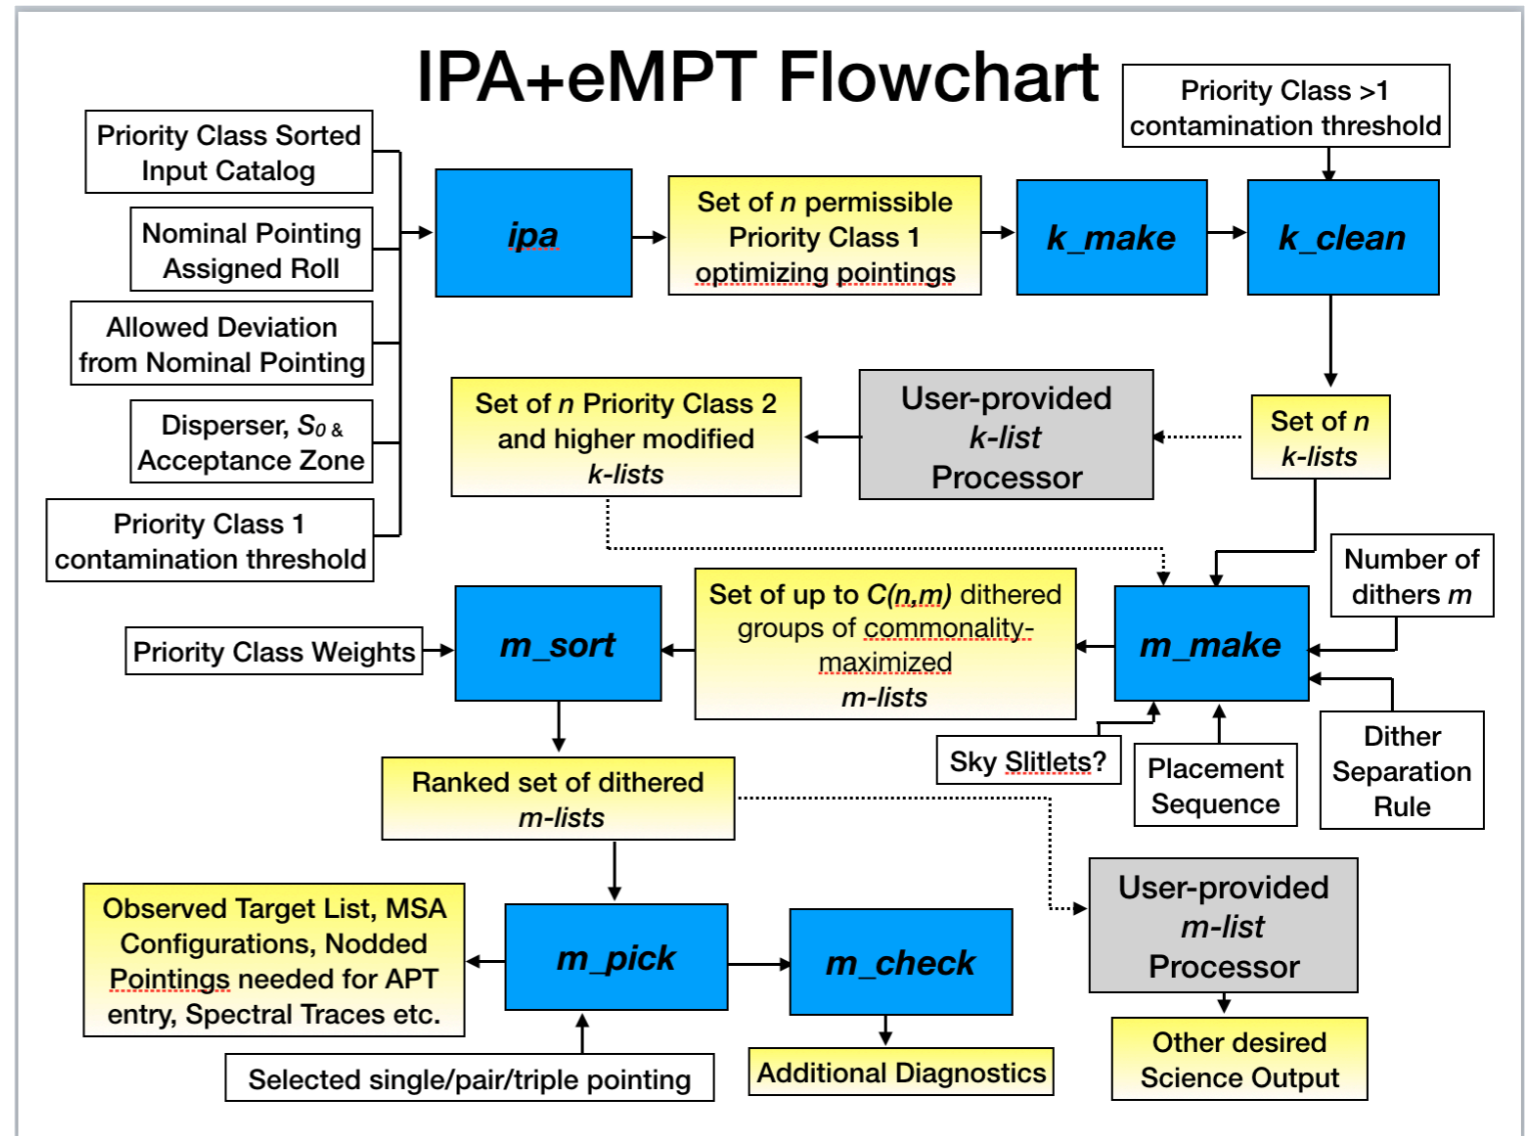 IPA+eMPT Flowchart
Priority Class >1
contamination threshold
Priority Class Sorted
Input Catalog
Nominal Pointing
Assigned Roll
Allowed Deviation
from Nominal Pointing
Disperser, S0 &
Acceptance Zone
Priority Class 1
contamination threshold
ipa
Set of n permissible
Priority Class 1
optimizing pointings
k_make
k_clean
Set of n
k-lists
User-provided
k-list
Processor
Set of n Priority Class 2
and higher modified
k-lists
Number of
dithers m
m_make
Set of up to C(n,m) dithered
groups of commonality-
maximized
m-lists
m_sort
Priority Class Weights
Sky Slitlets?
Placement
Sequence
Dither
Separation
Rule
Ranked set of dithered
m-lists
User-provided
m-list
Processor
Observed Target List, MSA
Configurations, Nodded
Pointings needed for APT
entry, Spectral Traces etc.
m_pick
m_check
Selected single/pair/triple pointing
Additional Diagnostics
Other desired
Science Output